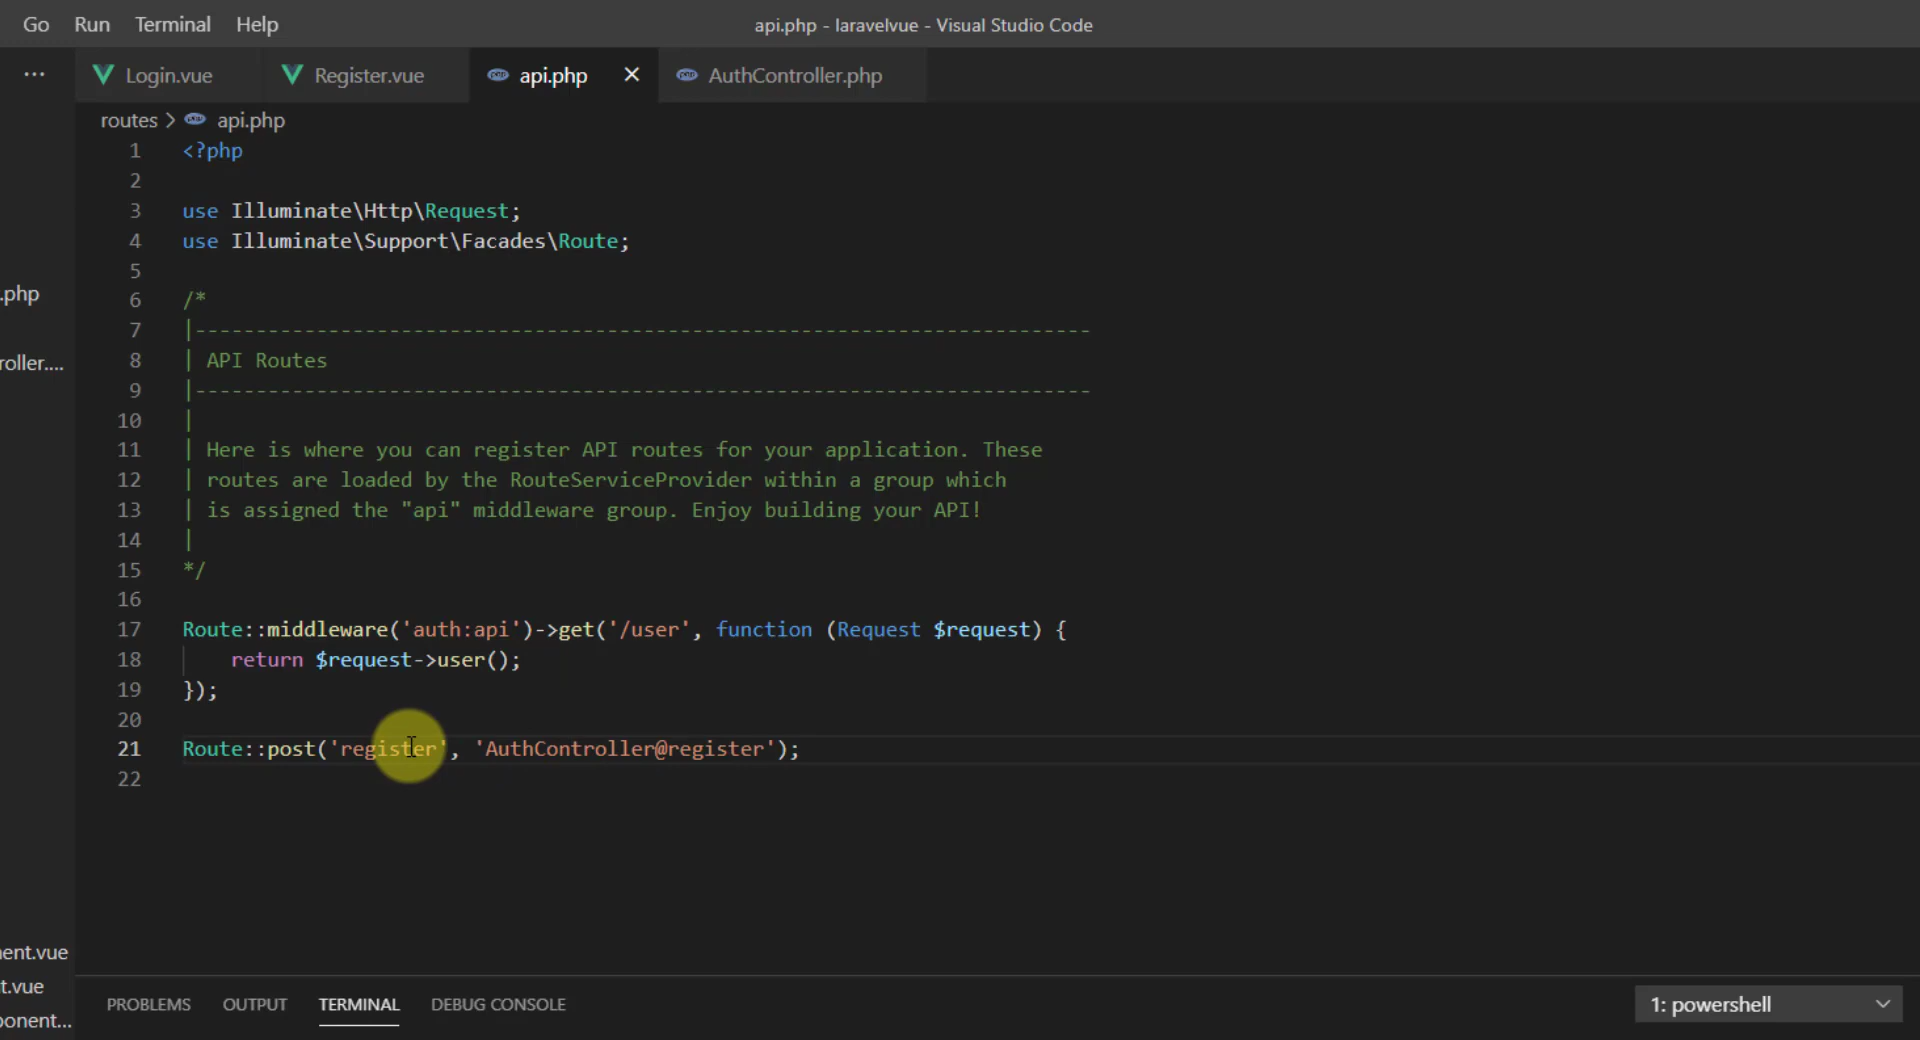 Go Run Terminal Help api.php - laravelvue - Visual Studio Code
... Login.vue Register.vue api.php × AuthController.php
routes > api.php
1 <?php
2
3 use Illuminate\Http\Request;
4 use Illuminate\Support\Facades\Route;
5
.php
6 /*
7 |--------------------------------------------------------------------------
roller....
8 | API Routes
9 |--------------------------------------------------------------------------
10 |
11 | Here is where you can register API routes for your application. These
12 | routes are loaded by the RouteServiceProvider within a group which
13 | is assigned the "api" middleware group. Enjoy building your API!
14 |
15 */
16
17 Route::middleware('auth:api')->get('/user', function (Request $request) {
18 return $request->user();
19 });
20
21 Route::post('register', 'AuthController@register');
22
ent.vue
t.vue
PROBLEMS OUTPUT TERMINAL DEBUG CONSOLE 1: powershell
onent...